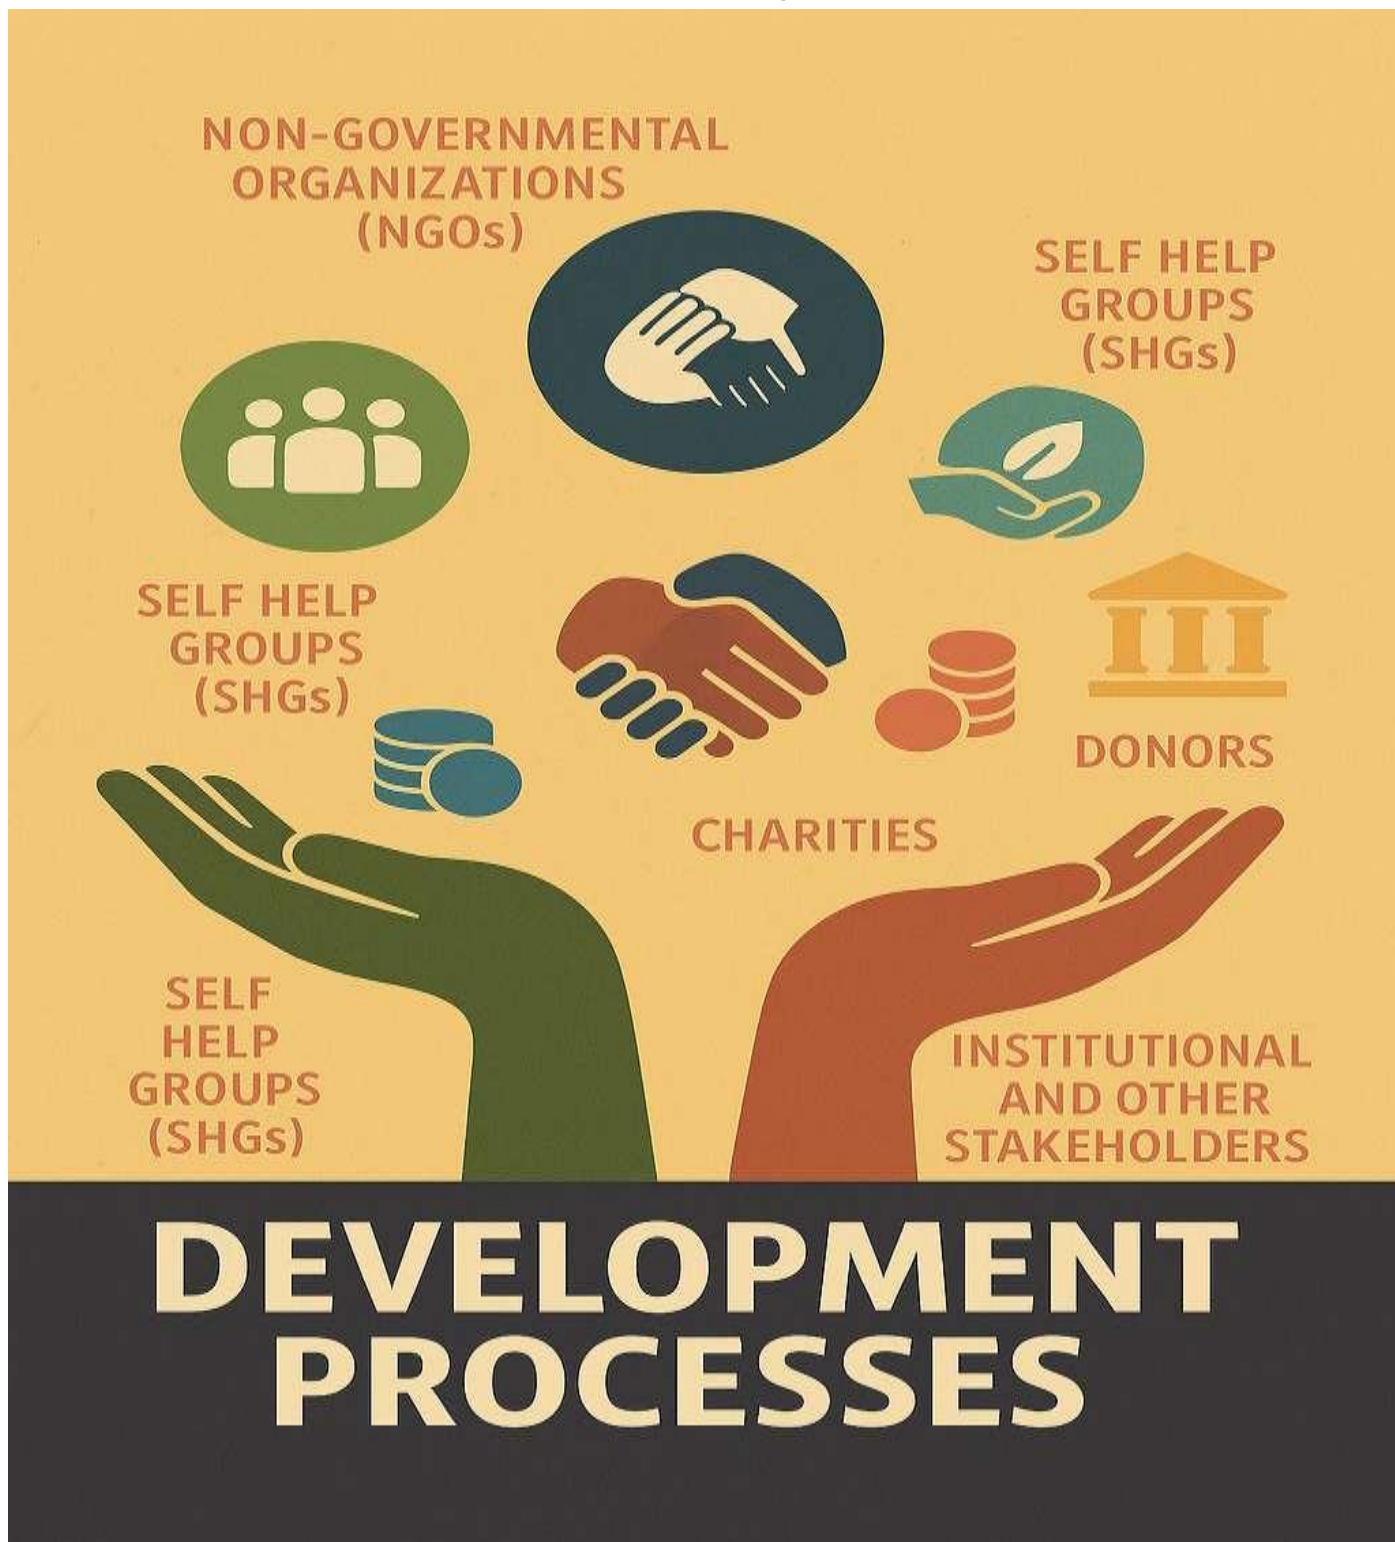 NON-GOVERNMENTAL
ORGANIZATIONS
(NGOs)
SELF HELP
GROUPS
(SHGs)
SELF HELP
GROUPS
(SHGs)
DONORS
CHARITIES
SELF
HELP
GROUPS
(SHGs)
INSTITUTIONAL
AND OTHER
STAKEHOLDERS
DEVELOPMENT
PROCESSES